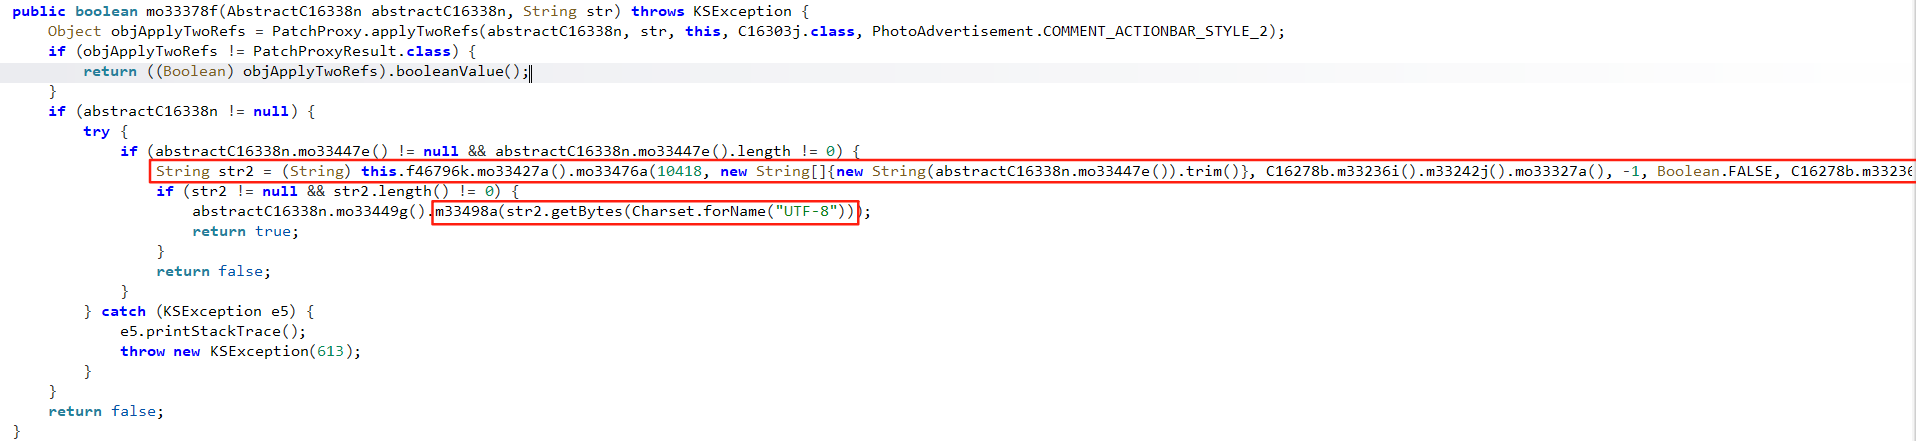 public boolean mo33378f(AbstractC16338n abstractC16338n, String str) throws KSException {
    Object objApplyTwoRefs = PatchProxy.applyTwoRefs(abstractC16338n, str, this, C16303j.class, PhotoAdvertisement.COMMENT_ACTIONBAR_STYLE_2);
    if (objApplyTwoRefs != PatchProxyResult.class) {
        return ((Boolean) objApplyTwoRefs).booleanValue();
    }
    if (abstractC16338n != null) {
        try {
            if (abstractC16338n.mo33447e() != null && abstractC16338n.mo33447e().length != 0) {
                String str2 = (String) this.f46796k.mo33427a().mo33476a(10418, new String[]{new String(abstractC16338n.mo33447e()).trim()}, C16278b.m33236i().m33242j().mo33327a(), -1, Boolean.FALSE, C16278b.m33236
                if (str2 != null && str2.length() != 0) {
                    abstractC16338n.mo33449g().m33498a(str2.getBytes(Charset.forName("UTF-8")));
                    return true;
                }
                return false;
            }
        } catch (KSException e5) {
            e5.printStackTrace();
            throw new KSException(613);
        }
    }
    return false;
}